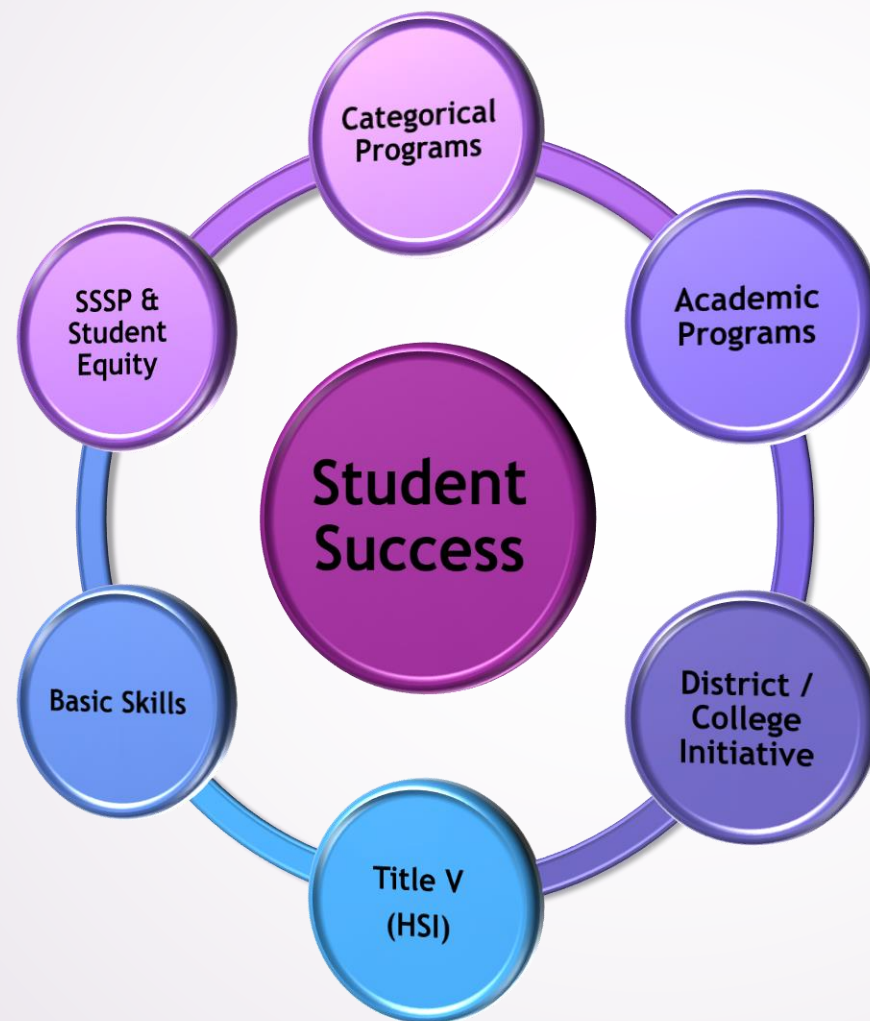 Categorical
Programs
Academic
Programs
District /
College
Initiative
Title V
(HSI)
Basic Skills
SSSP &
Student
Equity
Student
Success